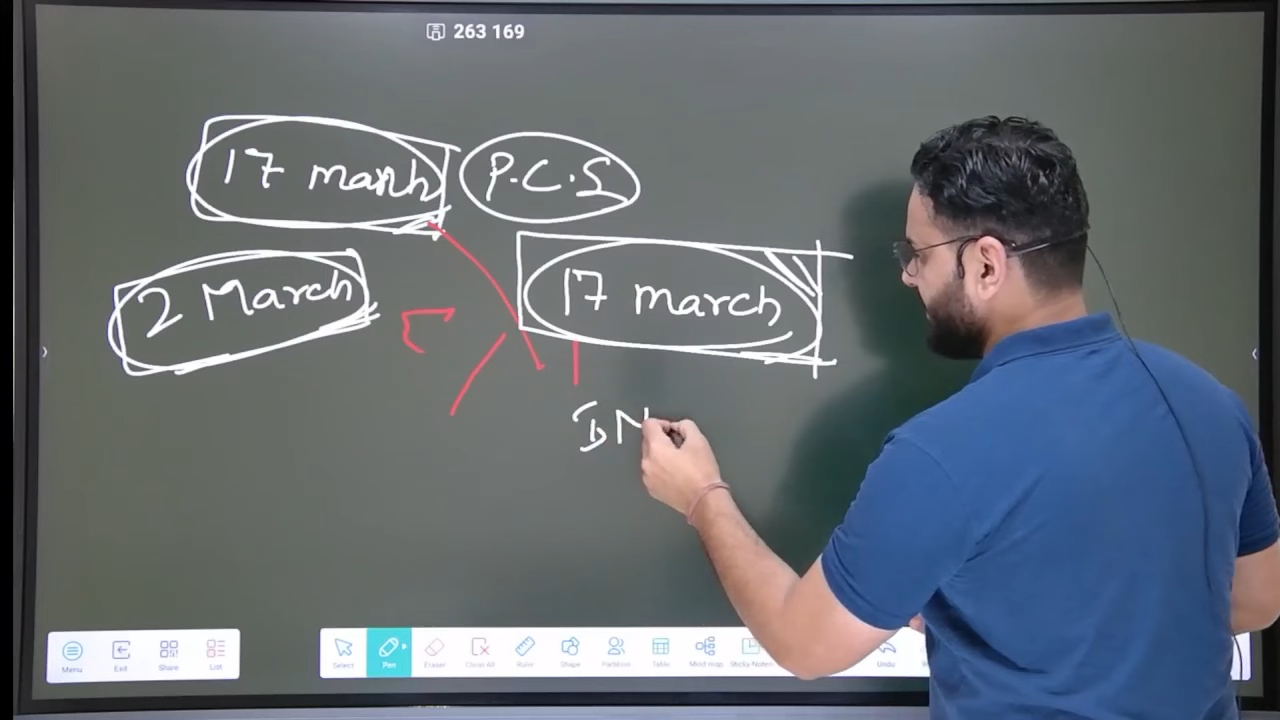 263 169
17 march P.C.S
2 March 17 march
IN
Menu Exit Share List Select Pen Eraser Clear All Ruler Shape Partition Table Mind map Sticky Notes Undo